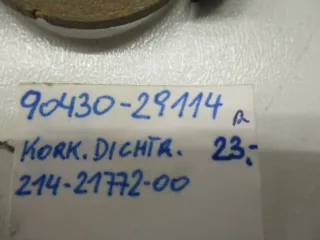 90430-29114 R
KORK. DICHTR. 23,-
214-21772-00